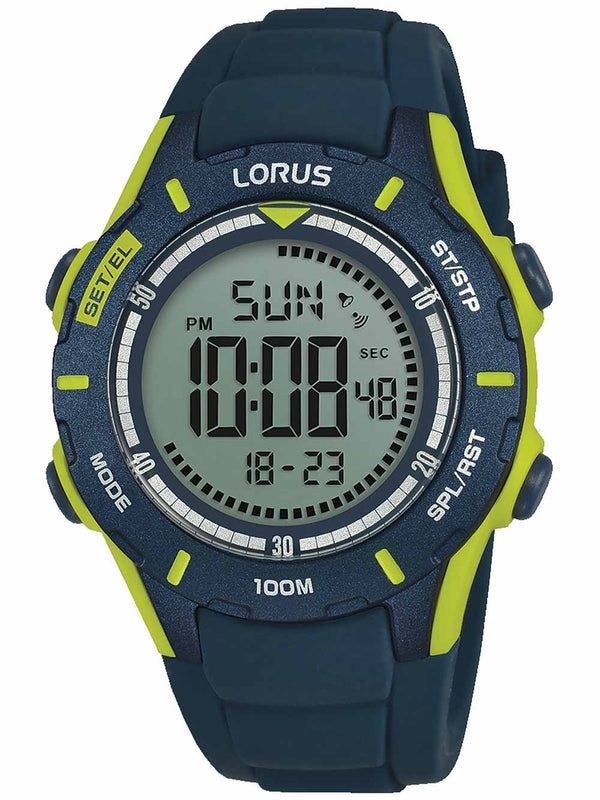 LORUS
SET/EL
ST/STP
50
10
SUN
PM
10:08
SEC
48
18-23
40
20
MODE
SPL/RST
30
100M